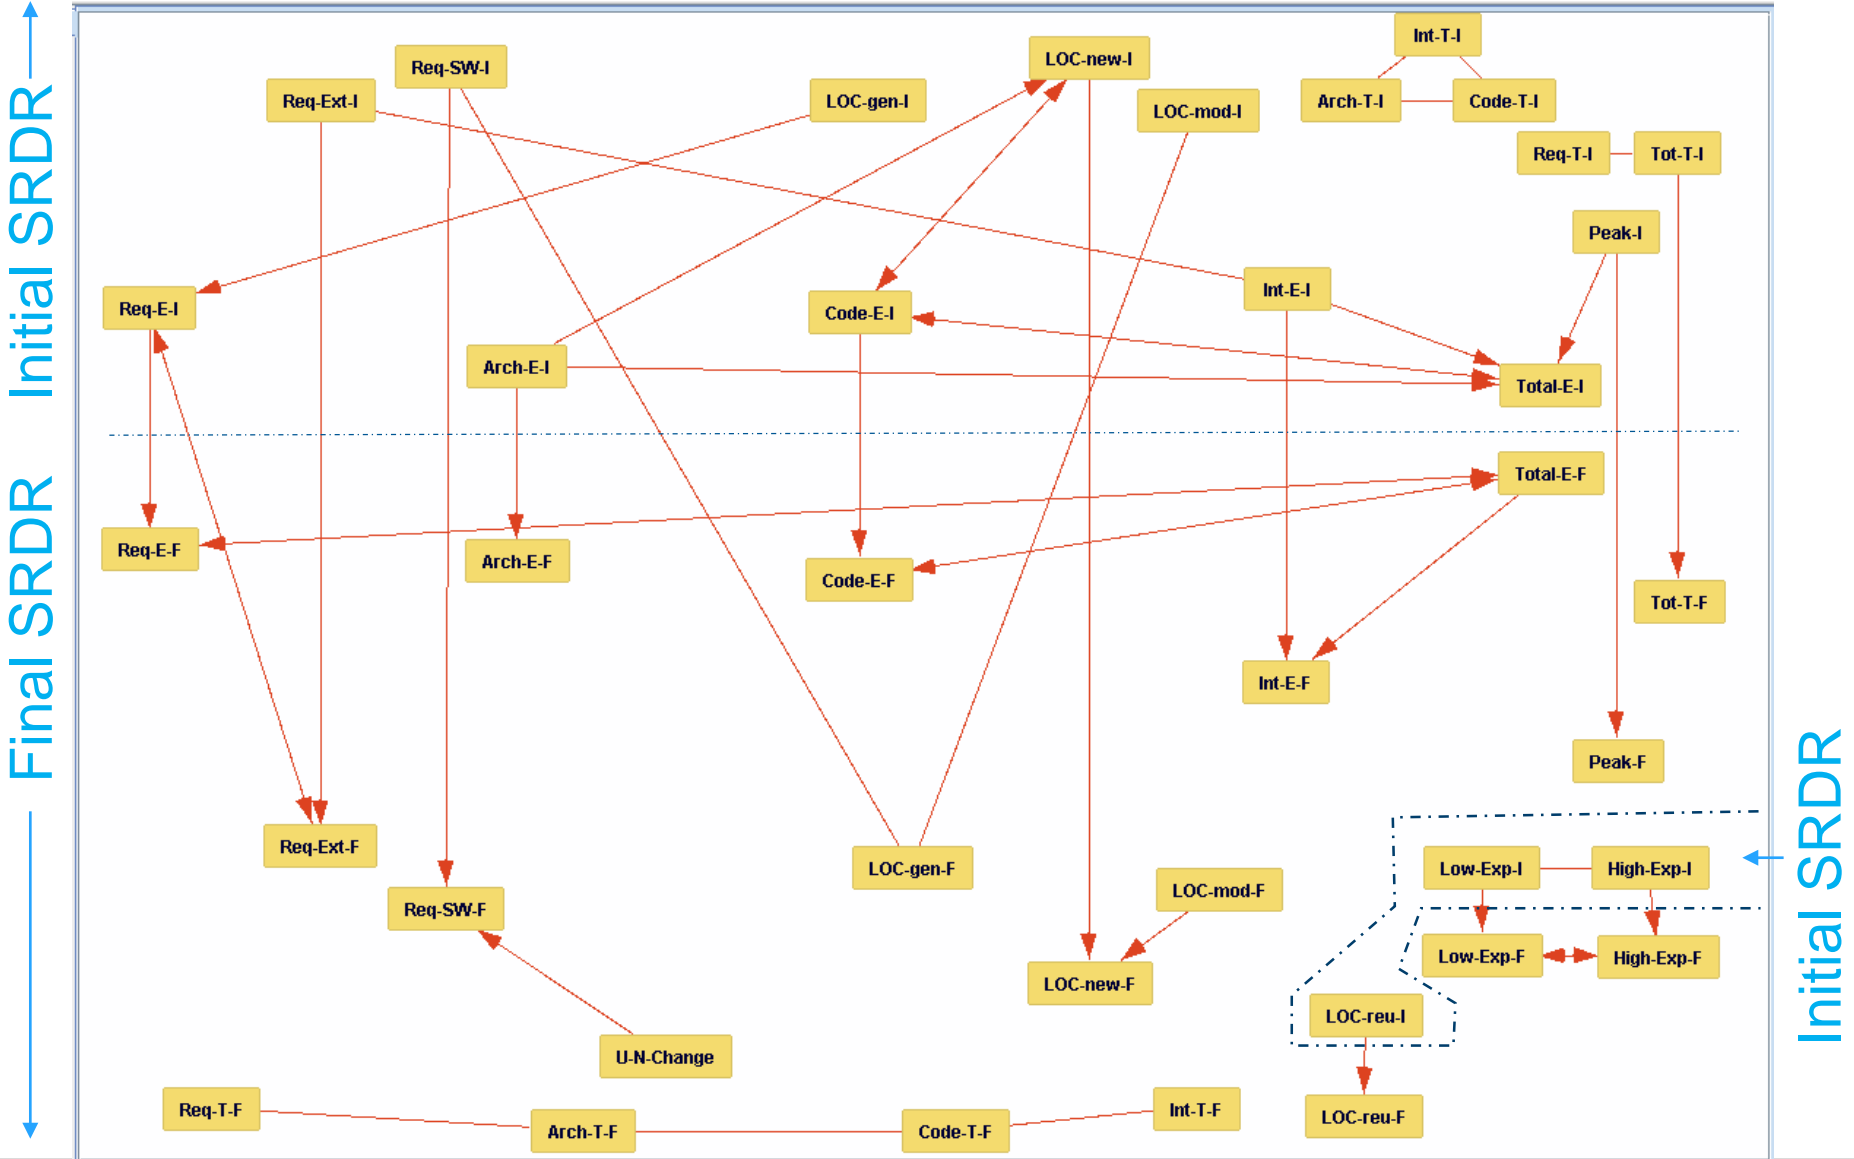 Initial SRDR
Final SRDR
Initial SRDR
Int-T-I
Req-SW-I
LOC-new-I
Req-Ext-I
LOC-gen-I
LOC-mod-I
Arch-T-I
Code-T-I
Req-T-I
Tot-T-I
Peak-I
Int-E-I
Req-E-I
Code-E-I
Arch-E-I
Total-E-I
Total-E-F
Req-E-F
Arch-E-F
Code-E-F
Tot-T-F
Int-E-F
Peak-F
Req-Ext-F
LOC-gen-F
Low-Exp-I
High-Exp-I
LOC-mod-F
Req-SW-F
Low-Exp-F
High-Exp-F
LOC-new-F
LOC-reu-I
U-N-Change
Req-T-F
Int-T-F
LOC-reu-F
Arch-T-F
Code-T-F